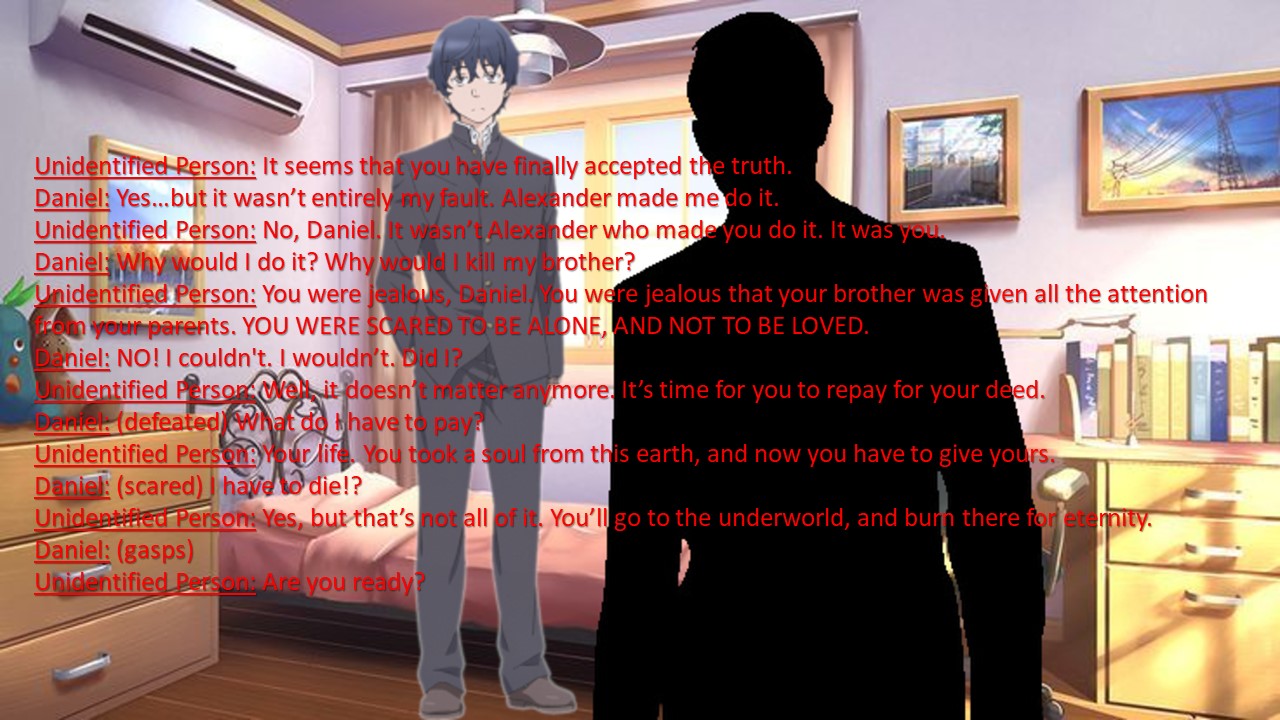 Unidentified Person: It seems that you have finally accepted the truth.
Daniel: Yes…but it wasn’t entirely my fault. Alexander made me do it.
Unidentified Person: No, Daniel. It wasn’t Alexander who made you do it. It was you.
Daniel: Why would I do it? Why would I kill my brother?
Unidentified Person: You were jealous, Daniel. You were jealous that your brother was given all the attention
from your parents. YOU WERE SCARED TO BE ALONE, AND NOT TO BE LOVED.
Daniel: NO! I couldn't. I wouldn’t. Did I?
Unidentified Person: Well, it doesn’t matter anymore. It’s time for you to repay for your deed.
Daniel: (defeated) What do I have to pay?
Unidentified Person: Your life. You took a soul from this earth, and now you have to give yours.
Daniel: (scared) I have to die!?
Unidentified Person: Yes, but that’s not all of it. You’ll go to the underworld, and burn there for eternity.
Daniel: (gasps)
Unidentified Person: Are you ready?